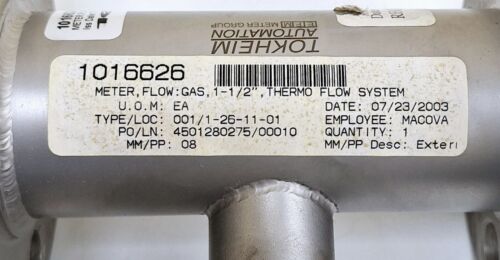 TOKHEIM
AUTOMATION
METER GROUP
1016626
METER,FLOW:GAS,1-1/2",THERMO FLOW SYSTEM
U.O.M: EA DATE: 07/23/2003
TYPE/LOC: 001/1-26-11-01 EMPLOYEE: MACOVA
PO/LN: 4501280275/00010 QUANTITY: 1
MM/PP: 08 MM/PP Desc: Extern